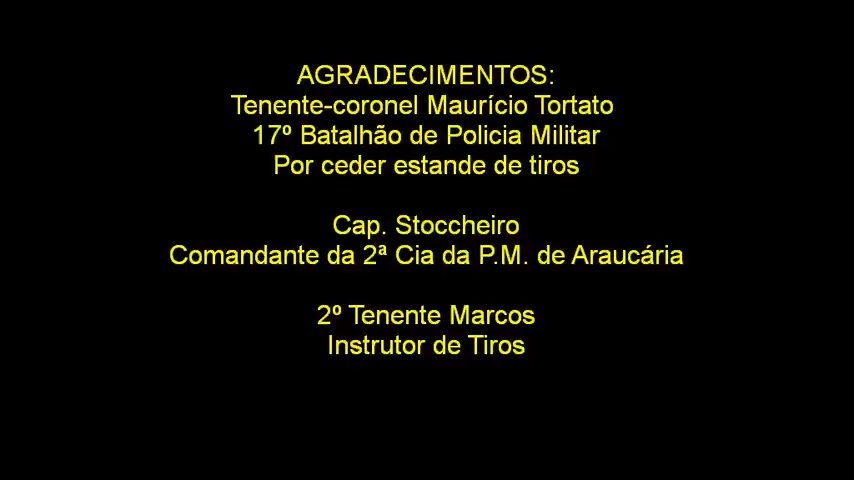 AGRADECIMENTOS:
Tenente-coronel Maurício Tortato
17º Batalhão de Policia Militar
Por ceder estande de tiros
Cap. Stoccheiro
Comandante da 2ª Cia da P.M. de Araucária
2º Tenente Marcos
Instrutor de Tiros